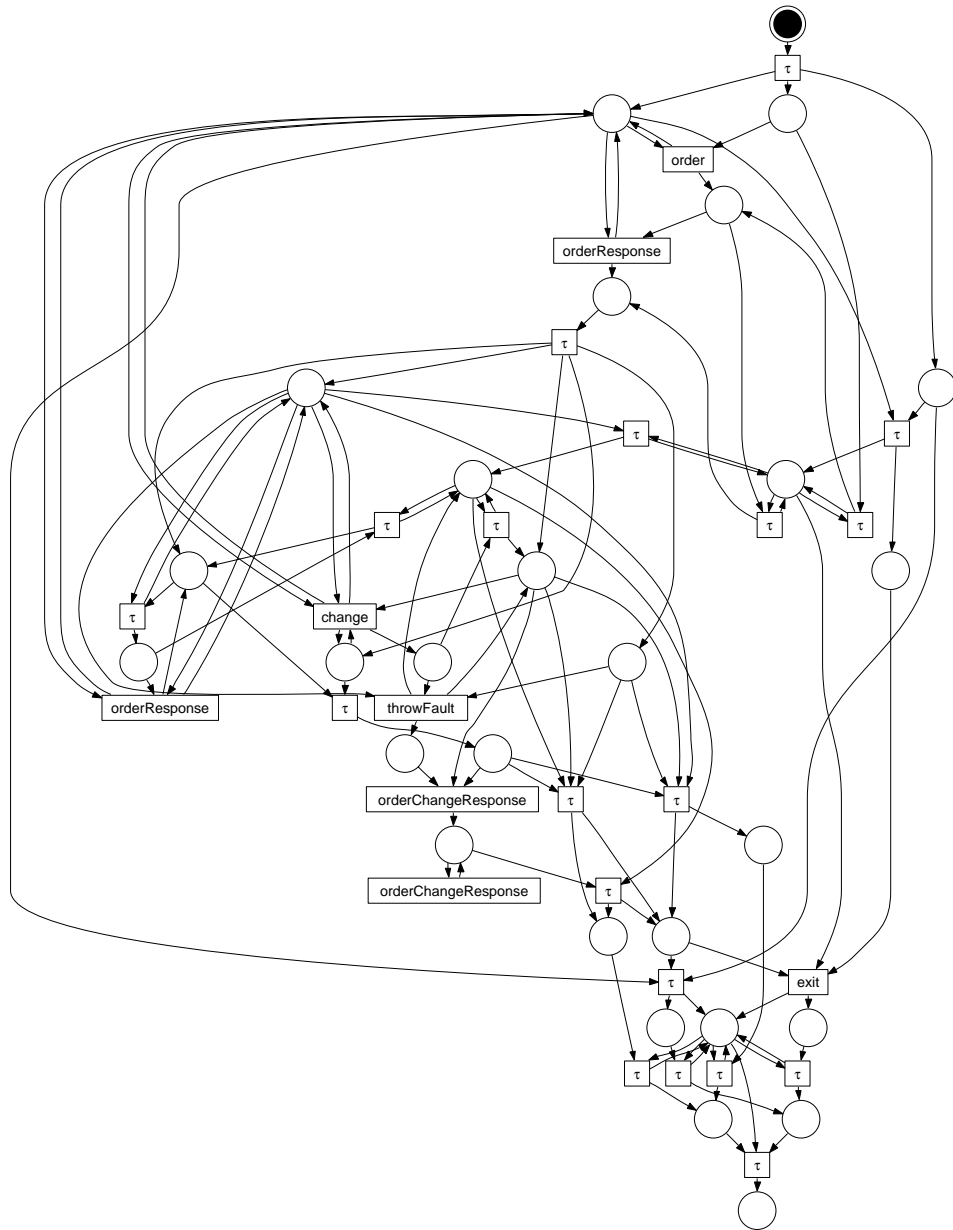 τ
order
orderResponse
τ
τ
τ
τ
τ
τ
τ
τ
change
orderResponse
τ
throwFault
orderChangeResponse
τ
τ
orderChangeResponse
τ
τ
exit
τ
τ
τ
τ
τ